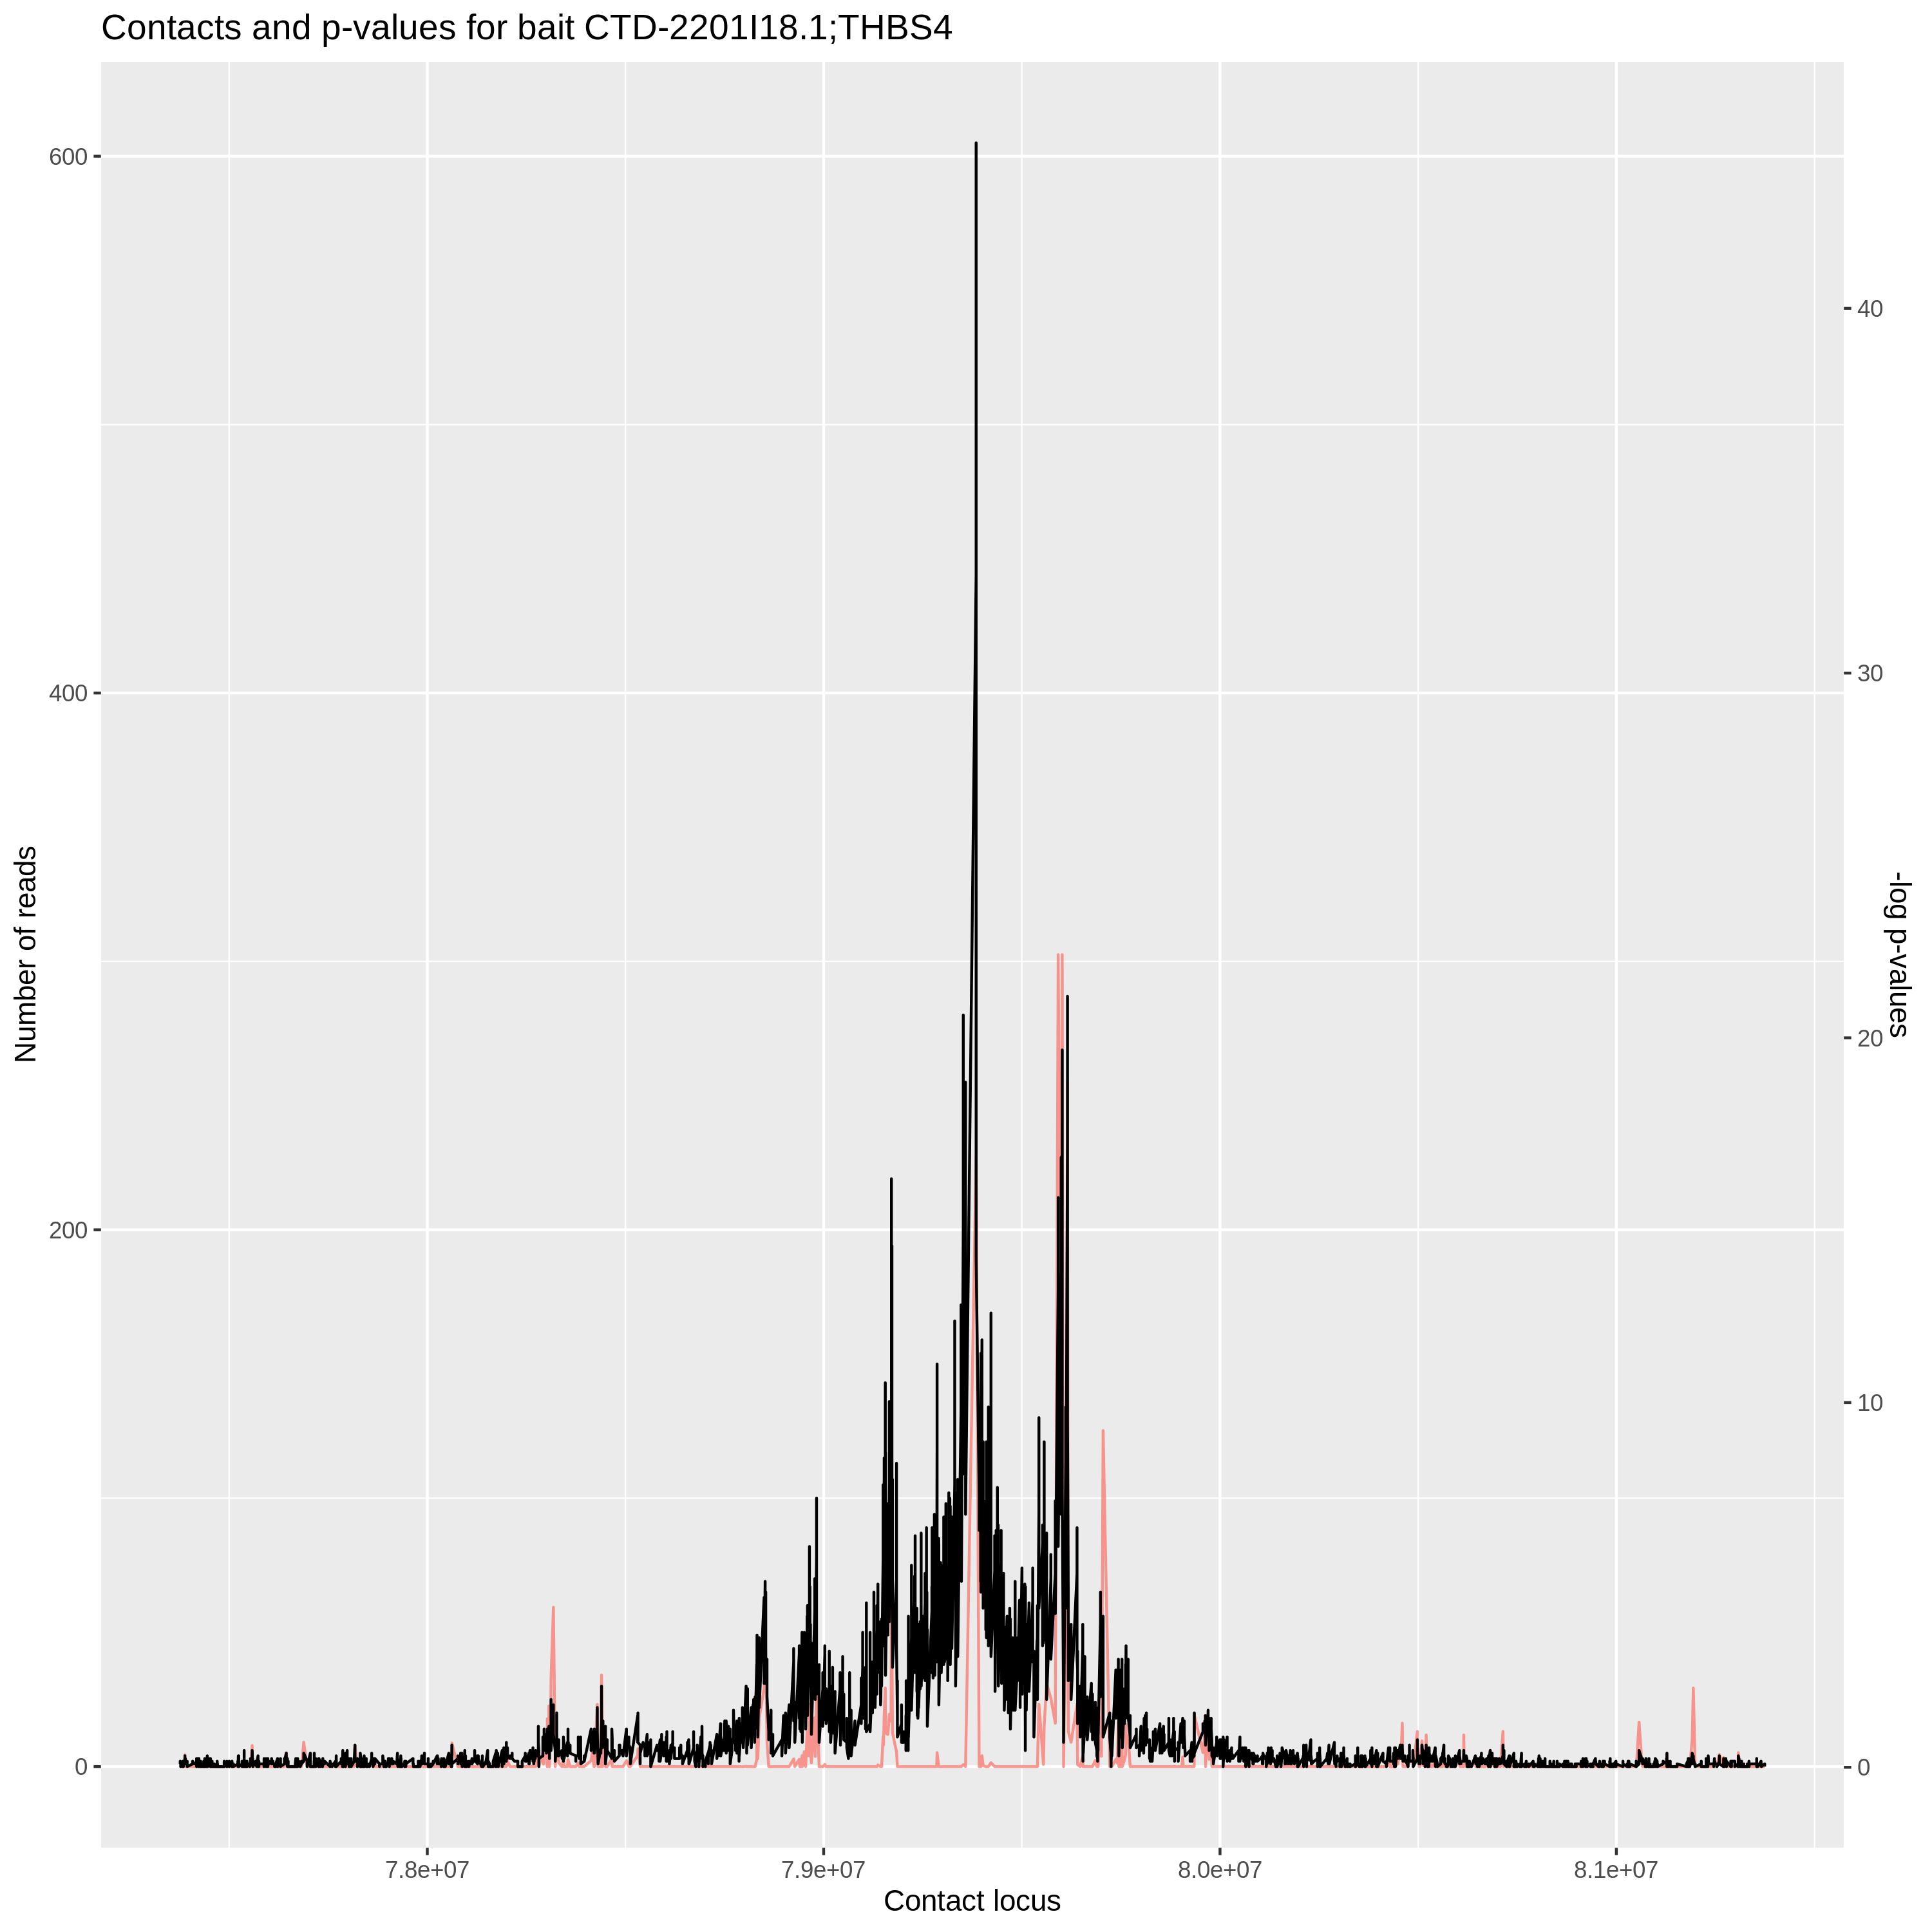 Contacts and p-values for bait CTD-2201I18.1;THBS4
600
400
200
0
Number of reads
40
30
20
10
0
-log p-values
7.8e+07
7.9e+07
8.0e+07
8.1e+07
Contact locus